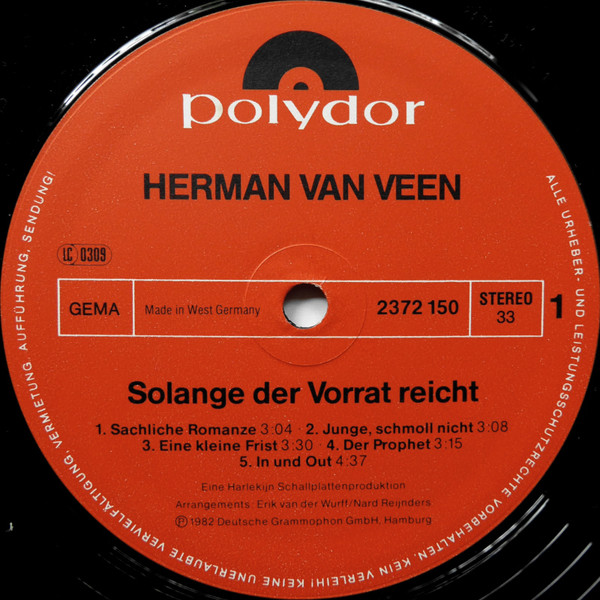 polydor
HERMAN VAN VEEN
LC 0309
GEMA
Made in West Germany
2372 150
STEREO
33
1
Solange der Vorrat reicht
1. Sachliche Romanze 3:04 · 2. Junge, schmoll nicht 3:08
3. Eine kleine Frist 3:30 · 4. Der Prophet 3:15
5. In und Out 4:37
Eine Harlekijn Schallplattenproduktion
Arrangements: Erik van der Wurff/Nard Reijnders
℗ 1982 Deutsche Grammophon GmbH, Hamburg
ALLE URHEBER- UND LEISTUNGSSCHUTZRECHTE VORBEHALTEN. KEIN VERLEIH! KEINE UNERLAUBTE VERVIELFÄLTIGUNG, VERMIETUNG, AUFFÜHRUNG, SENDUNG!